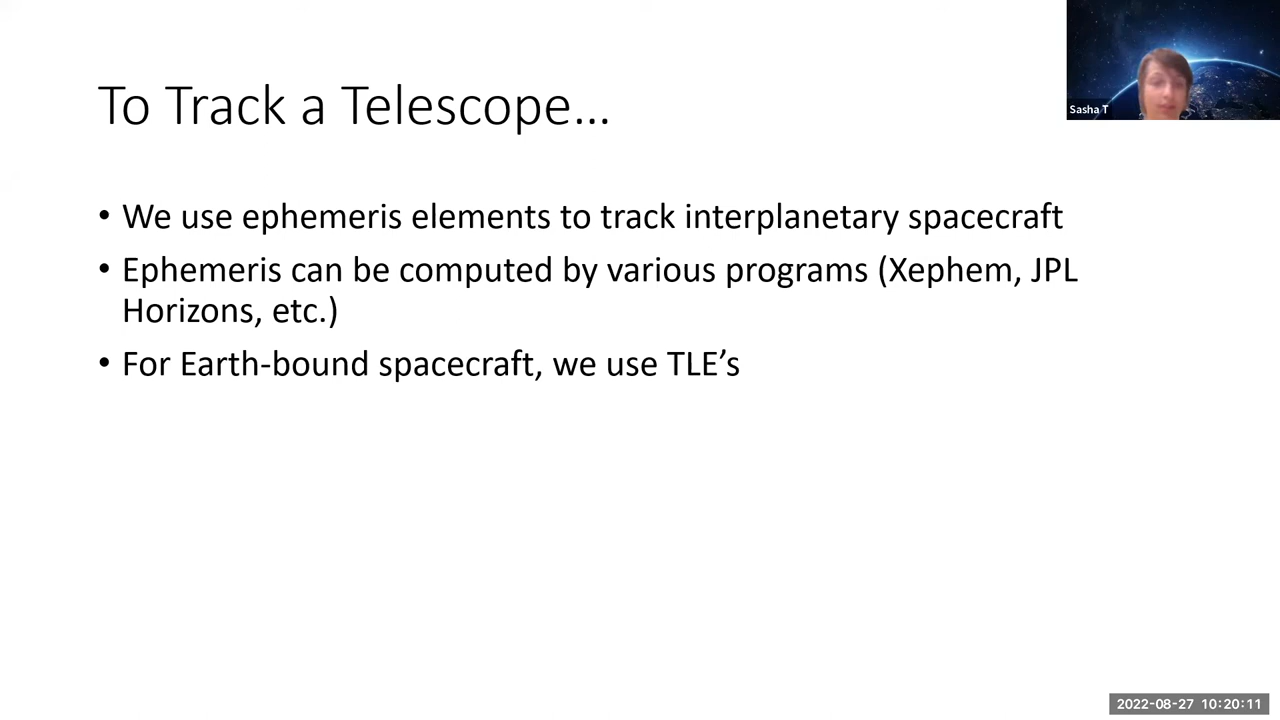 To Track a Telescope…
Sasha T
• We use ephemeris elements to track interplanetary spacecraft
• Ephemeris can be computed by various programs (Xephem, JPL
Horizons, etc.)
• For Earth-bound spacecraft, we use TLE’s
2022-08-27 10:20:11